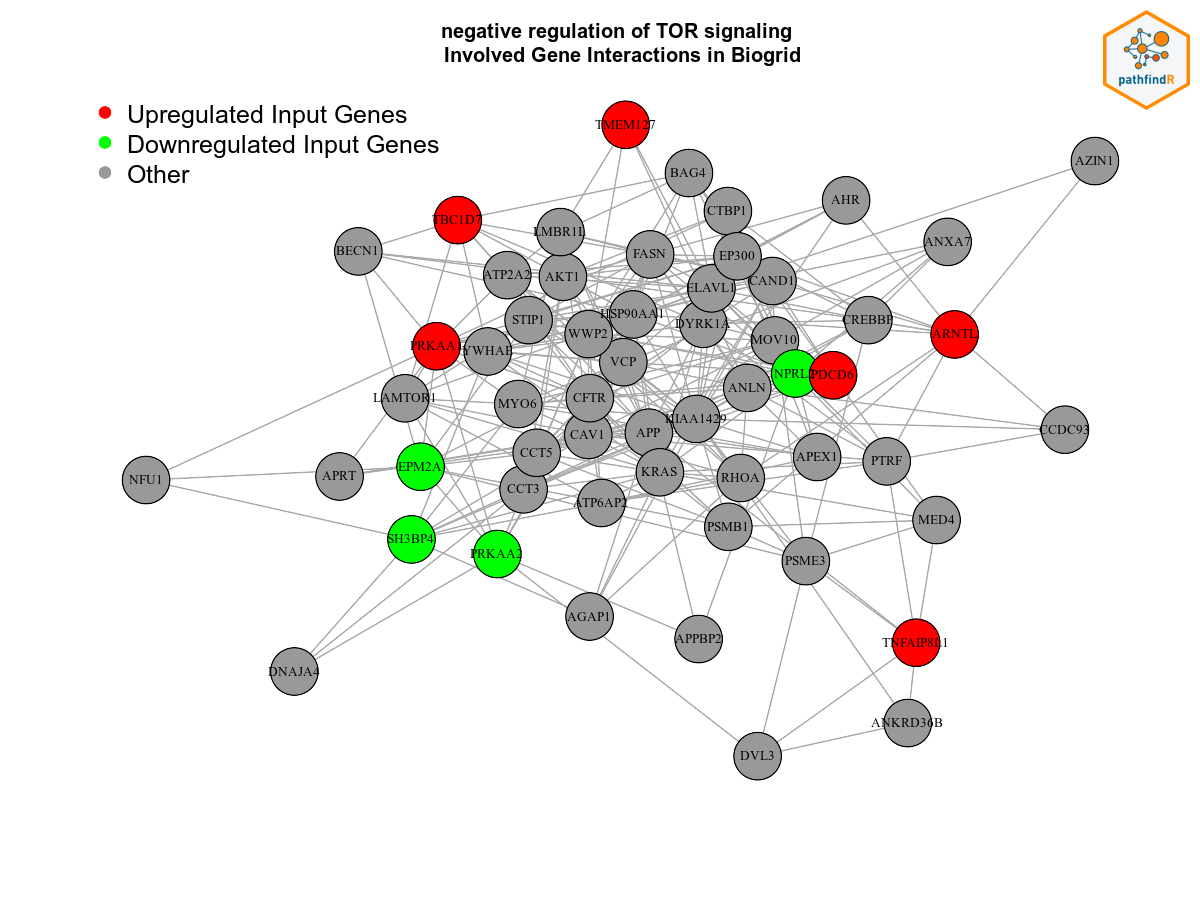 negative regulation of TOR signaling
Involved Gene Interactions in Biogrid
pathfindR
Upregulated Input Genes
Downregulated Input Genes
Other
TMEM127
AZIN1
BAG4
AHR
CTBP1
TBC1D7
LMBR1L
ANXA7
BECN1
FASN
EP300
ATP2A2
AKT1
CAND1
ELAVL1
HSP90AA1
STIP1
DYRK1A
CREBBP
WWP2
ARNTL
MOV10
PRKAA1
YWHAE
VCP
NPRL
PDCD6
ANLN
LAMTOR1
MYO6
CFTR
KIAA1429
CCDC93
CAV1
APP
CCT5
APEX1
PTRF
EPM2A
KRAS
NFU1
APRT
RHOA
CCT3
ATP6AP2
MED4
PSMB1
SH3BP4
PRKAA2
PSME3
AGAP1
APPBP2
TNFAIP8L1
DNAJA4
ANKRD36B
DVL3